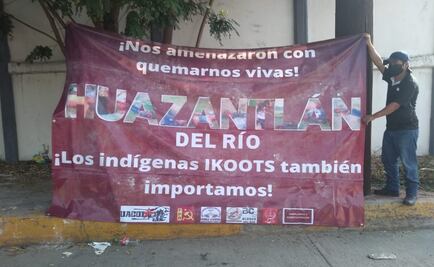 ¡Nos amenazaron con
quemarnos vivas!
HUAZANTLÁN
DEL RÍO
¡Los indígenas IKOOTS también
importamos!